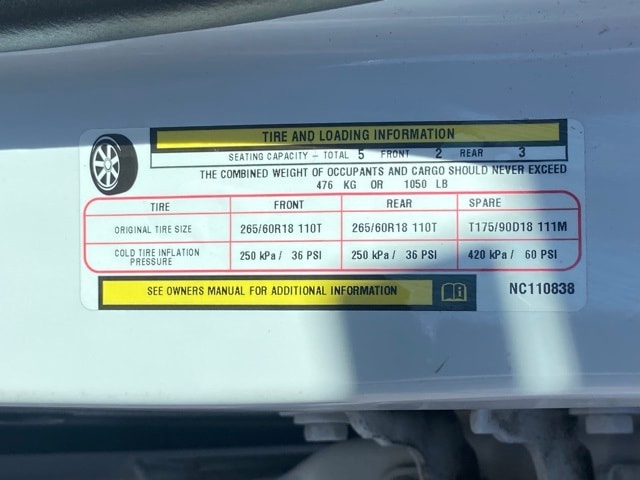 TIRE AND LOADING INFORMATION
SEATING CAPACITY – TOTAL 5 FRONT 2 REAR 3
THE COMBINED WEIGHT OF OCCUPANTS AND CARGO SHOULD NEVER EXCEED
476 KG OR 1050 LB
TIRE FRONT REAR SPARE
ORIGINAL TIRE SIZE 265/60R18 110T 265/60R18 110T T175/90D18 111M
COLD TIRE INFLATION
PRESSURE 250 kPa / 36 PSI 250 kPa / 36 PSI 420 kPa / 60 PSI
SEE OWNERS MANUAL FOR ADDITIONAL INFORMATION
NC110838